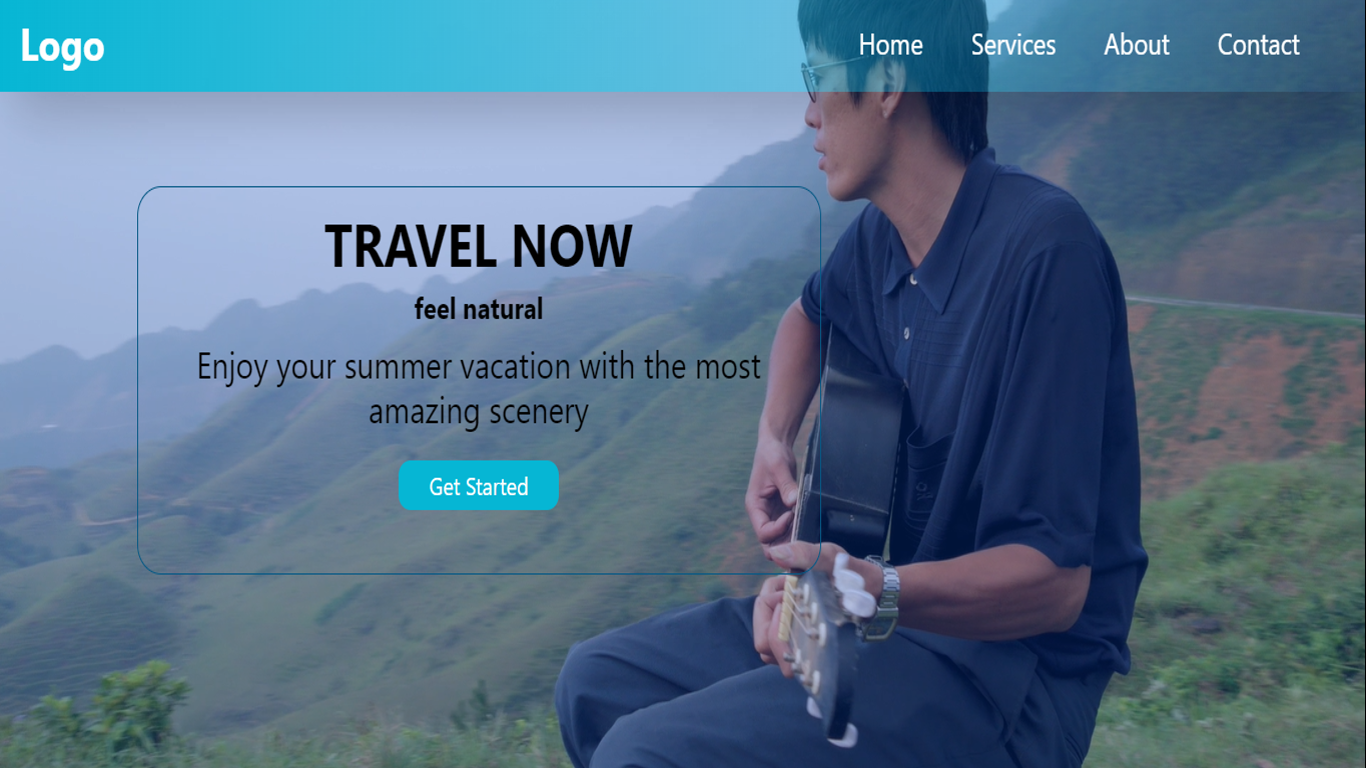 Logo
Home Services About Contact
TRAVEL NOW
feel natural
Enjoy your summer vacation with the most
amazing scenery
Get Started